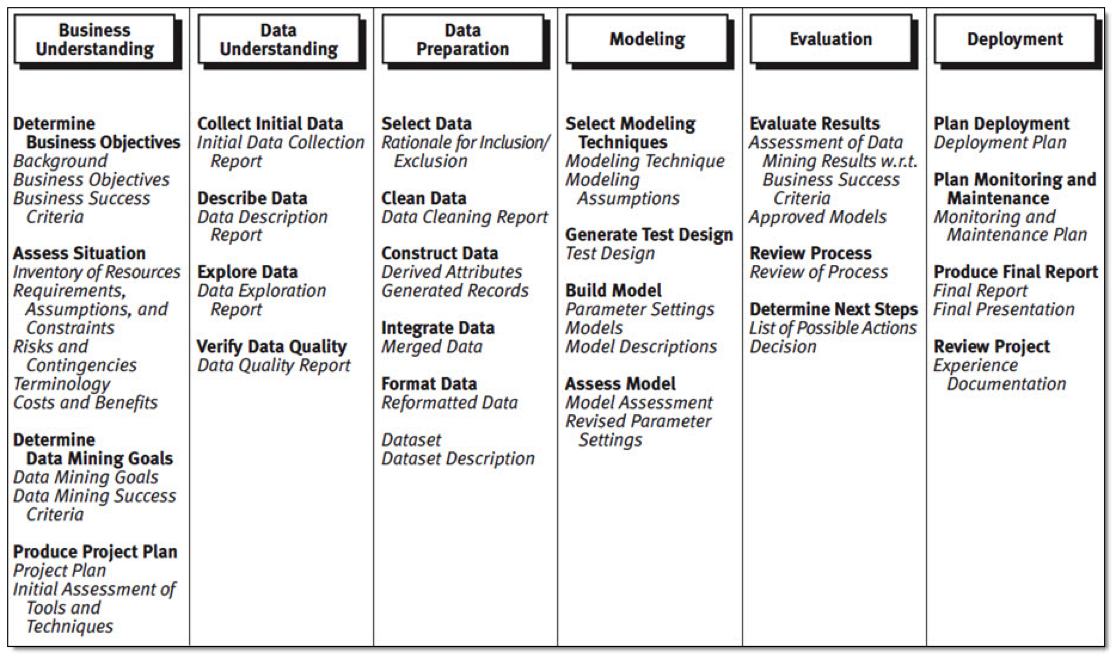 Business
Understanding
Data
Understanding
Data
Preparation
Modeling
Evaluation
Deployment
Determine
Business Objectives
Background
Business Objectives
Business Success
Criteria
Assess Situation
Inventory of Resources
Requirements,
Assumptions, and
Constraints
Risks and
Contingencies
Terminology
Costs and Benefits
Determine
Data Mining Goals
Data Mining Goals
Data Mining Success
Criteria
Produce Project Plan
Project Plan
Initial Assessment of
Tools and
Techniques
Collect Initial Data
Initial Data Collection
Report
Describe Data
Data Description
Report
Explore Data
Data Exploration
Report
Verify Data Quality
Data Quality Report
Select Data
Rationale for Inclusion/
Exclusion
Clean Data
Data Cleaning Report
Construct Data
Derived Attributes
Generated Records
Integrate Data
Merged Data
Format Data
Reformatted Data
Dataset
Dataset Description
Select Modeling
Techniques
Modeling Technique
Modeling
Assumptions
Generate Test Design
Test Design
Build Model
Parameter Settings
Models
Model Descriptions
Assess Model
Model Assessment
Revised Parameter
Settings
Evaluate Results
Assessment of Data
Mining Results w.r.t.
Business Success
Criteria
Approved Models
Review Process
Review of Process
Determine Next Steps
List of Possible Actions
Decision
Plan Deployment
Deployment Plan
Plan Monitoring and
Maintenance
Monitoring and
Maintenance Plan
Produce Final Report
Final Report
Final Presentation
Review Project
Experience
Documentation